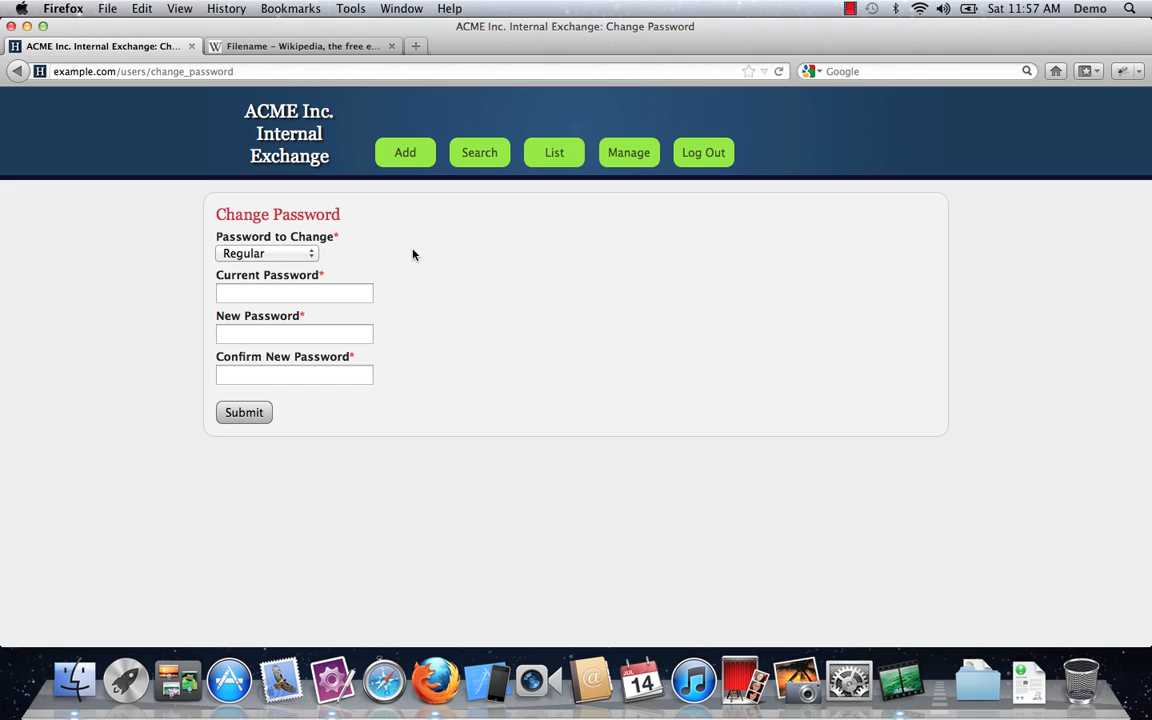 Firefox File Edit View History Bookmarks Tools Window Help Sat 11:57 AM Demo
ACME Inc. Internal Exchange: Change Password
ACME Inc. Internal Exchange: Ch... Filename – Wikipedia, the free e...
example.com/users/change_password Google
ACME Inc.
Internal
Exchange
Add Search List Manage Log Out
Change Password
Password to Change*
Regular
Current Password*
New Password*
Confirm New Password*
Submit
JUL
14